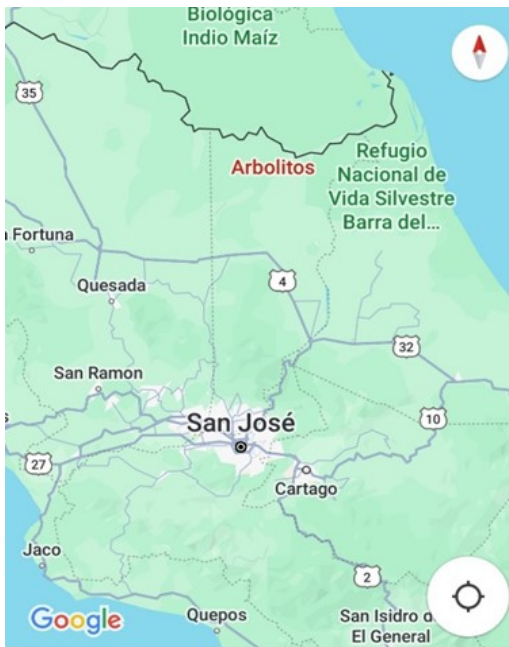 Biológica
Indio Maíz
35
Arbolitos
Refugio
Nacional de
Vida Silvestre
Barra del...
Fortuna
4
Quesada
32
San Ramon
10
San José
27
Cartago
Jaco
2
Google
Quepos
San Isidro d
El General